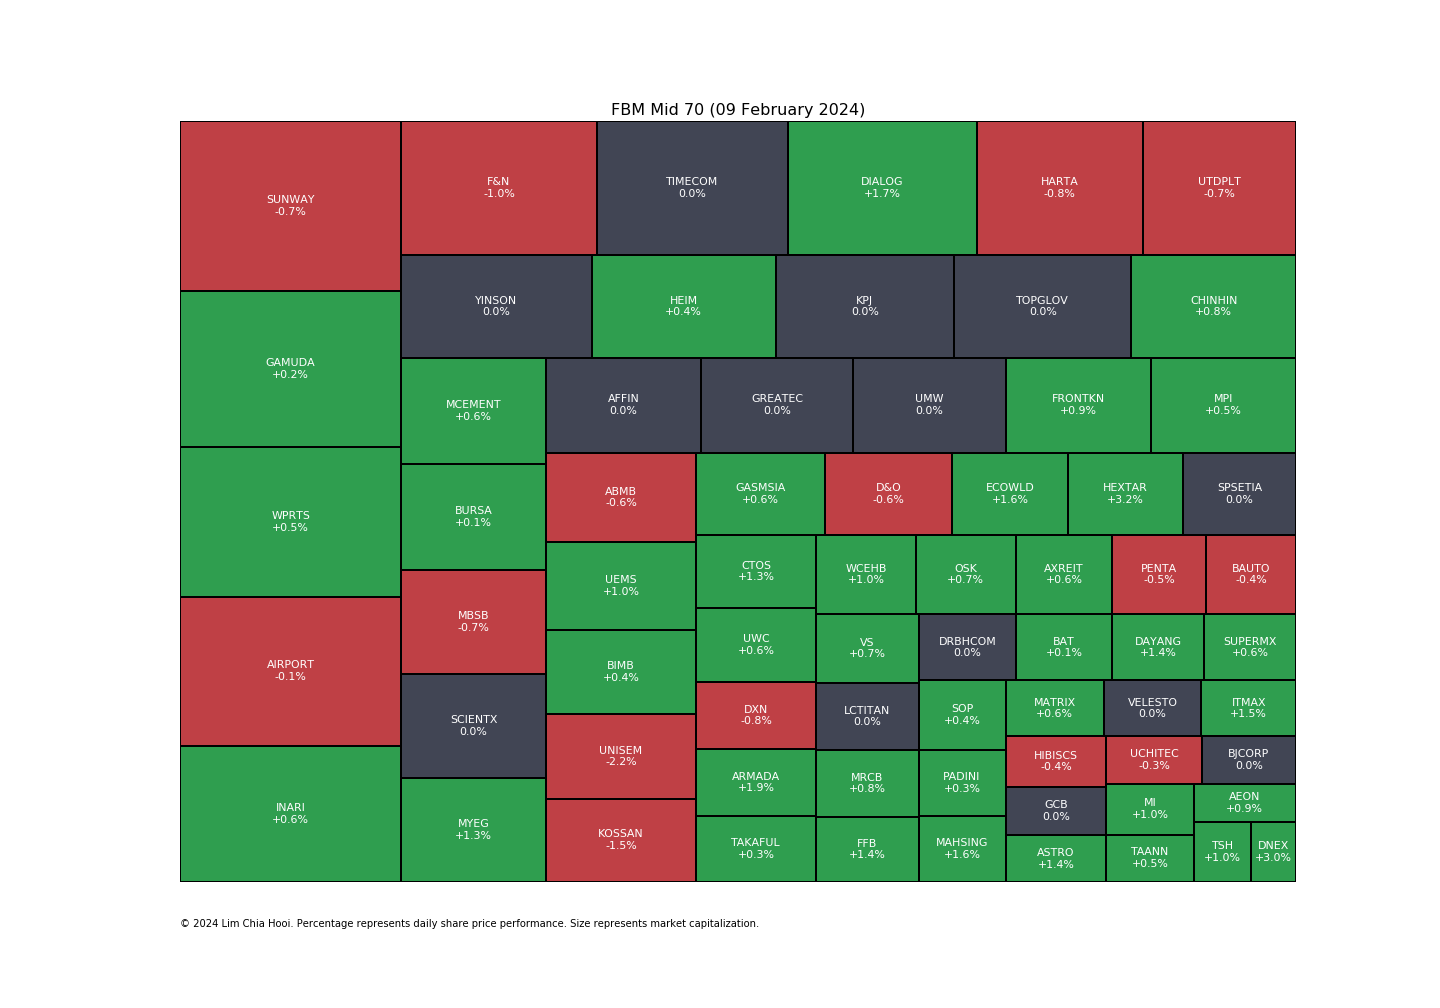 FBM Mid 70 (09 February 2024)
SUNWAY
-0.7%
GAMUDA
+0.2%
WPRTS
+0.5%
AIRPORT
-0.1%
INARI
+0.6%
F&N
-1.0%
TIMECOM
0.0%
DIALOG
+1.7%
HARTA
-0.8%
UTDPLT
-0.7%
YINSON
0.0%
HEIM
+0.4%
KPJ
0.0%
TOPGLOV
0.0%
CHINHIN
+0.8%
MCEMENT
+0.6%
BURSA
+0.1%
MBSB
-0.7%
SCIENTX
0.0%
MYEG
+1.3%
AFFIN
0.0%
GREATEC
0.0%
UMW
0.0%
FRONTKN
+0.9%
MPI
+0.5%
ABMB
-0.6%
UEMS
+1.0%
BIMB
+0.4%
UNISEM
-2.2%
KOSSAN
-1.5%
GASMSIA
+0.6%
D&O
-0.6%
ECOWLD
+1.6%
HEXTAR
+3.2%
SPSETIA
0.0%
CTOS
+1.3%
UWC
+0.6%
DXN
-0.8%
ARMADA
+1.9%
TAKAFUL
+0.3%
WCEHB
+1.0%
OSK
+0.7%
AXREIT
+0.6%
PENTA
-0.5%
BAUTO
-0.4%
VS
+0.7%
LCTITAN
0.0%
MRCB
+0.8%
FFB
+1.4%
DRBHCOM
0.0%
BAT
+0.1%
DAYANG
+1.4%
SUPERMX
+0.6%
SOP
+0.4%
PADINI
+0.3%
MAHSING
+1.6%
MATRIX
+0.6%
VELESTO
0.0%
ITMAX
+1.5%
HIBISCS
-0.4%
UCHITEC
-0.3%
BJCORP
0.0%
GCB
0.0%
ASTRO
+1.4%
MI
+1.0%
TAANN
+0.5%
AEON
+0.9%
TSH
+1.0%
DNEX
+3.0%
© 2024 Lim Chia Hooi. Percentage represents daily share price performance. Size represents market capitalization.